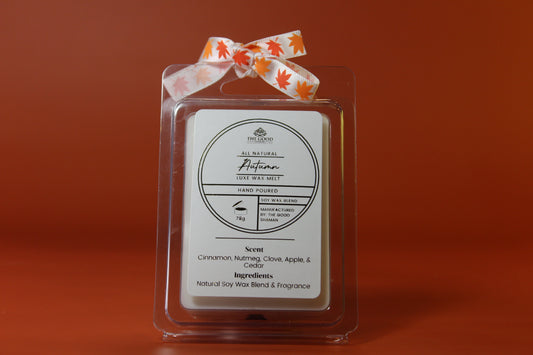 THE GOOD
ALL NATURAL
Autumn
LUXE WAX MELT
HAND POURED
SOY WAX BLEND
78g
MANUFACTURED
BY: THE GOOD
SHAMAN
Scent
Cinnamon, Nutmeg, Clove, Apple, &
Cedar
Ingredients
Natural Soy Wax Blend & Fragrance